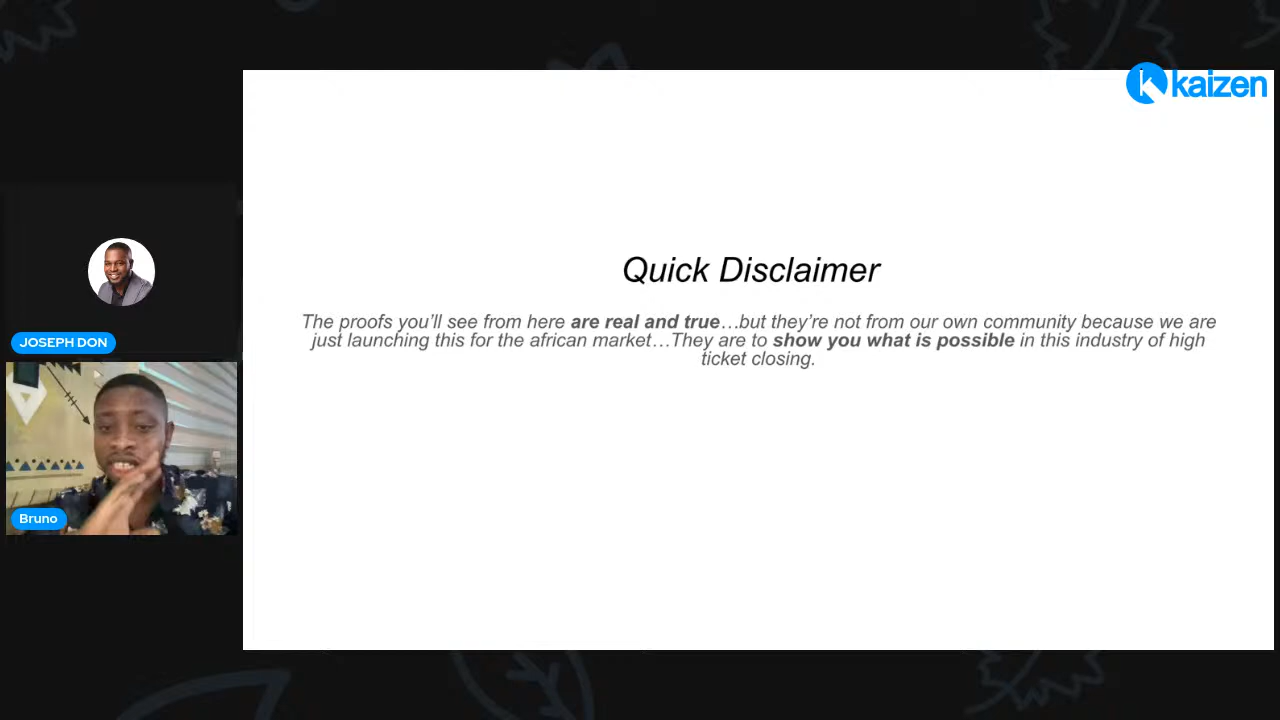 kaizen
Quick Disclaimer
The proofs you'll see from here are real and true…but they're not from our own community because we are
just launching this for the african market…They are to show you what is possible in this industry of high
ticket closing.
JOSEPH DON
Bruno